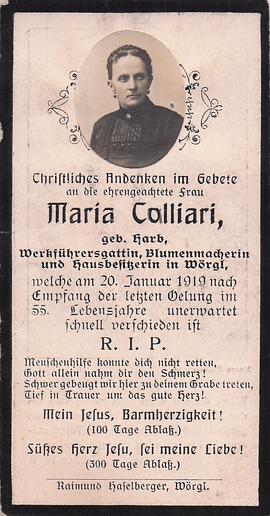 Christliches Andenken im Gebete
an die ehrengeachtete Frau
Maria Colliari,
geb. Harb,
Werkführersgattin, Blumenmacherin
und Hausbesitzerin in Wörgl,
welche am 20. Januar 1919 nach
Empfang der letzten Oelung im
55. Lebensjahre unerwartet
schnell verschieden ist
R. I. P.
Menschenhilfe konnte dich nicht retten,
Gott allein nahm dir den Schmerz!
Schwer gebeugt wir hier zu deinem Grabe treten,
Tief in Trauer um das gute Herz!
Mein Jesus, Barmherzigkeit!
(100 Tage Ablaß.)
Süßes Herz Jesu, sei meine Liebe!
(300 Tage Ablaß.)
Raimund Haselberger, Wörgl.